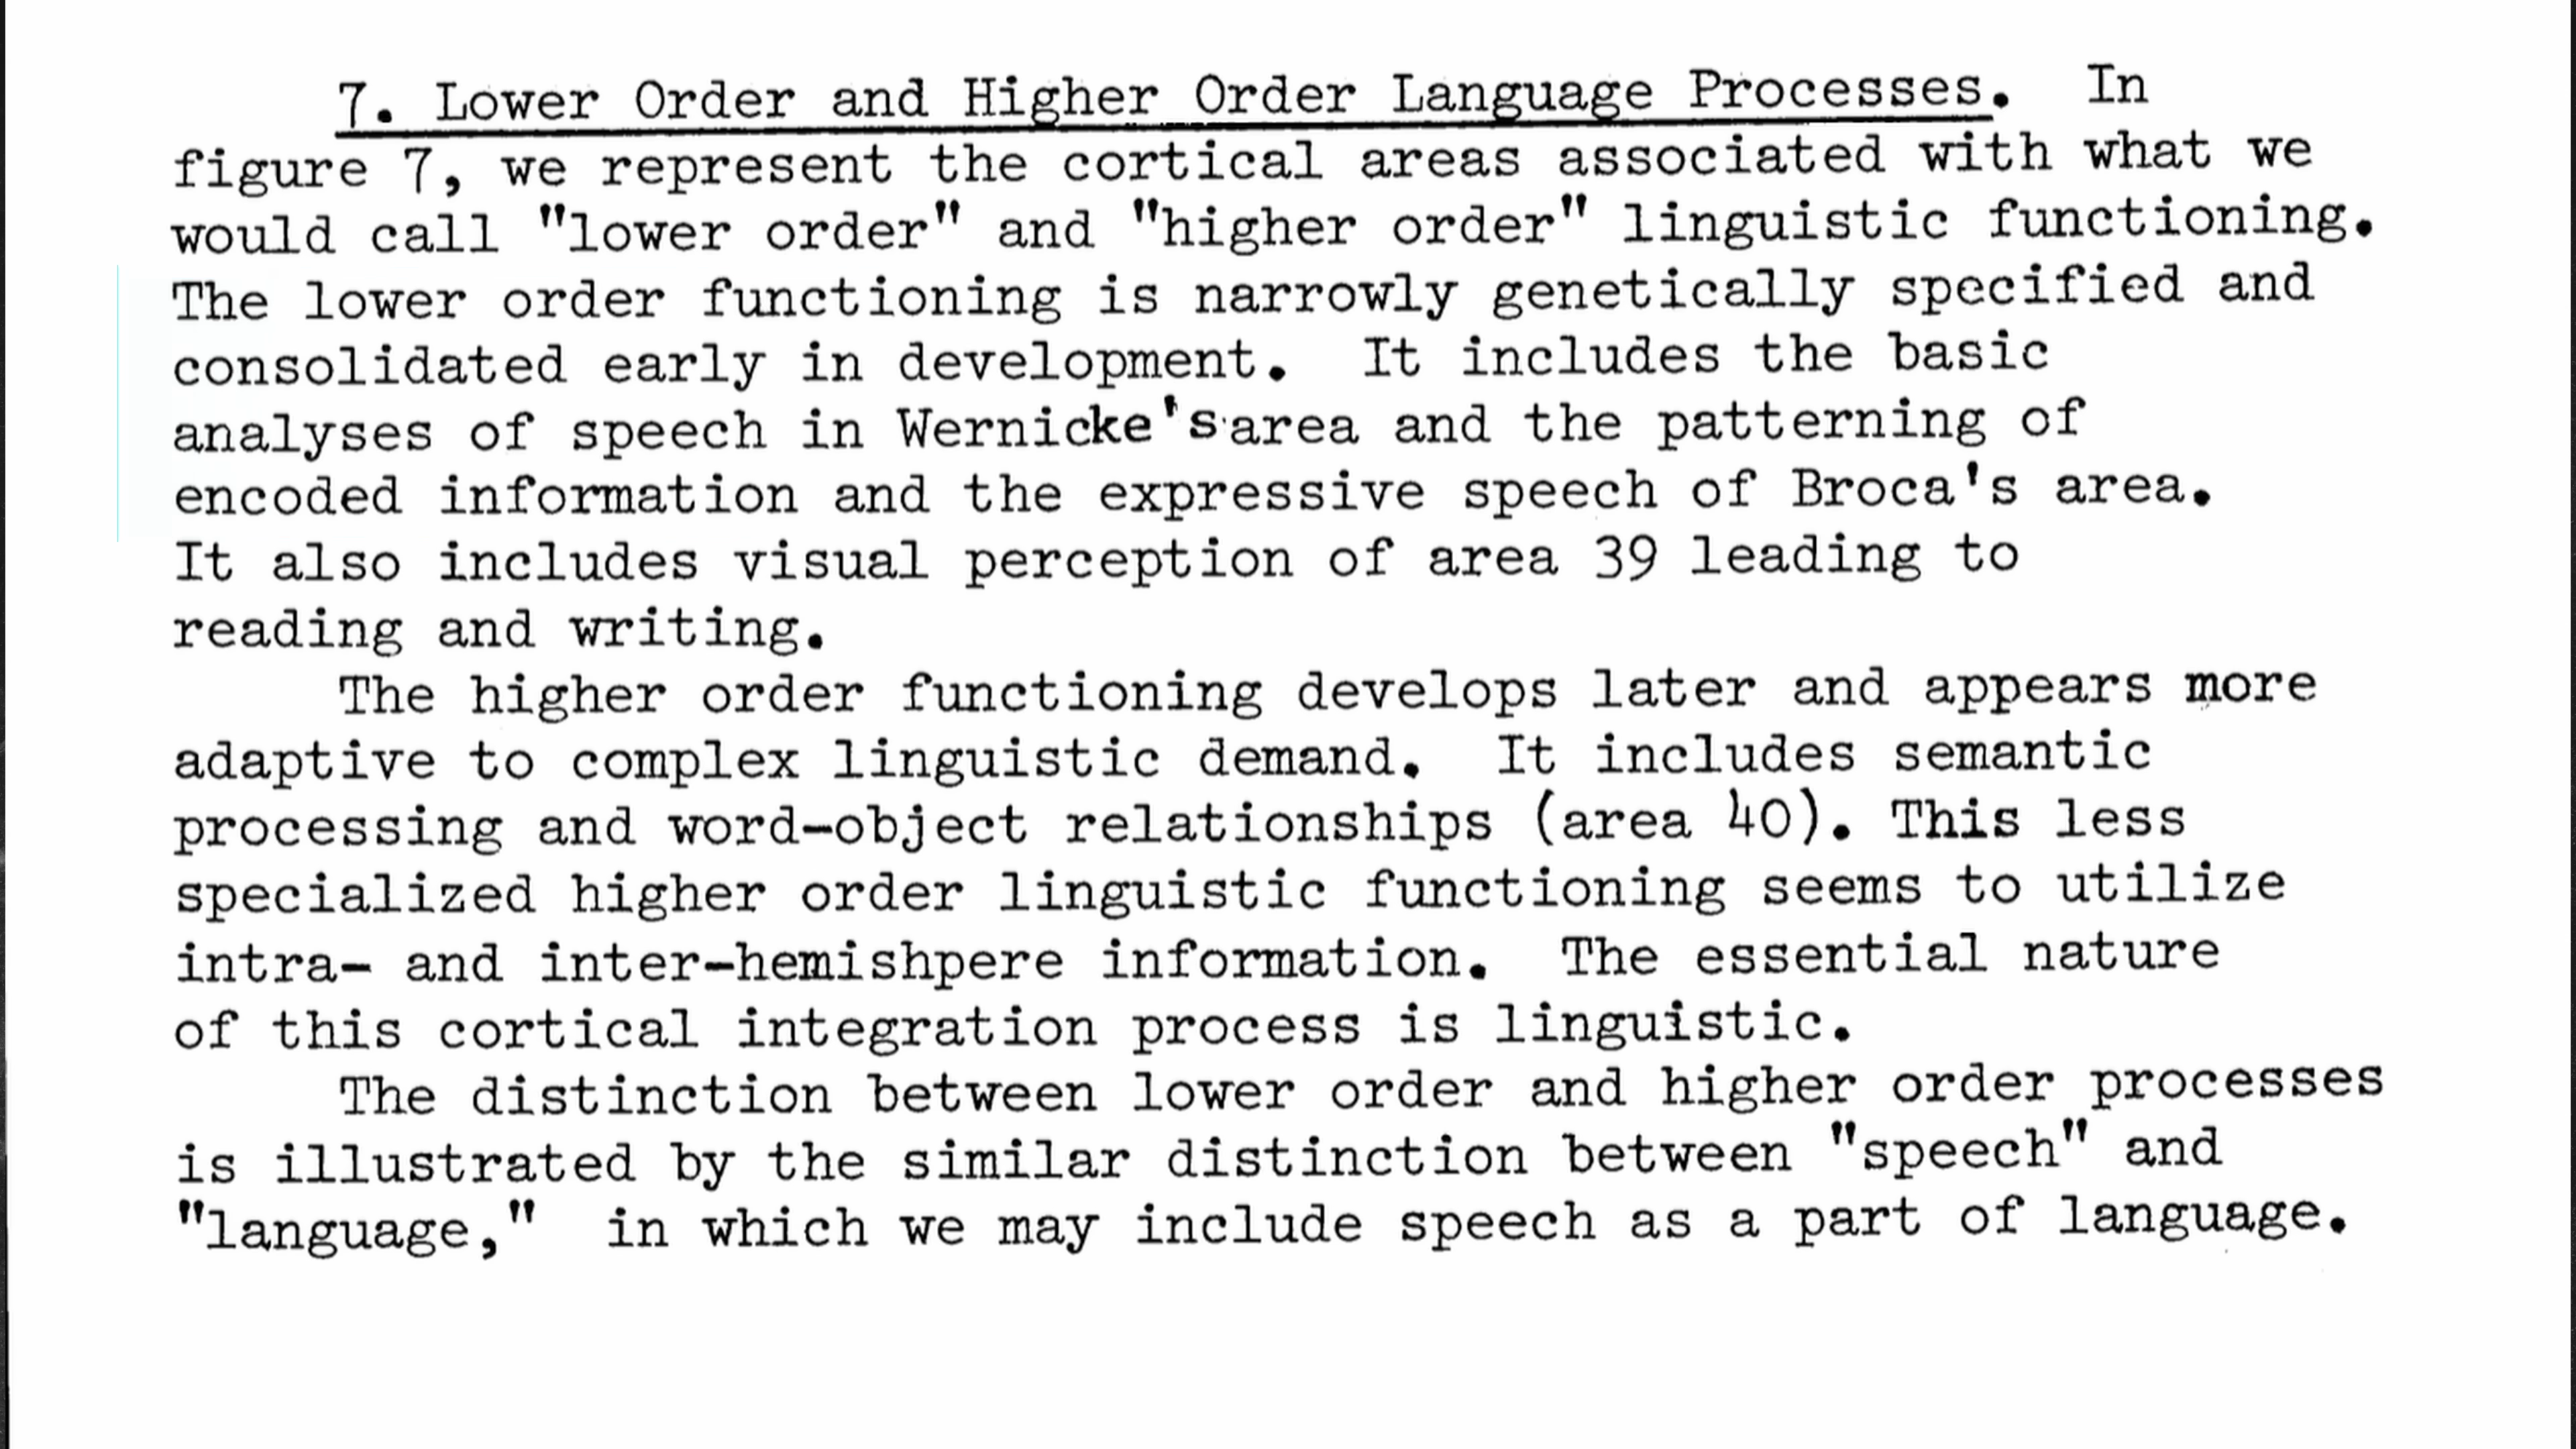 7. Lower Order and Higher Order Language Processes. In
figure 7, we represent the cortical areas associated with what we
would call "lower order" and "higher order" linguistic functioning.
The lower order functioning is narrowly genetically specified and
consolidated early in development. It includes the basic
analyses of speech in Wernicke's area and the patterning of
encoded information and the expressive speech of Broca's area.
It also includes visual perception of area 39 leading to
reading and writing.
The higher order functioning develops later and appears more
adaptive to complex linguistic demand. It includes semantic
processing and word-object relationships (area 40). This less
specialized higher order linguistic functioning seems to utilize
intra- and inter-hemishpere information. The essential nature
of this cortical integration process is linguistic.
The distinction between lower order and higher order processes
is illustrated by the similar distinction between "speech" and
"language," in which we may include speech as a part of language.